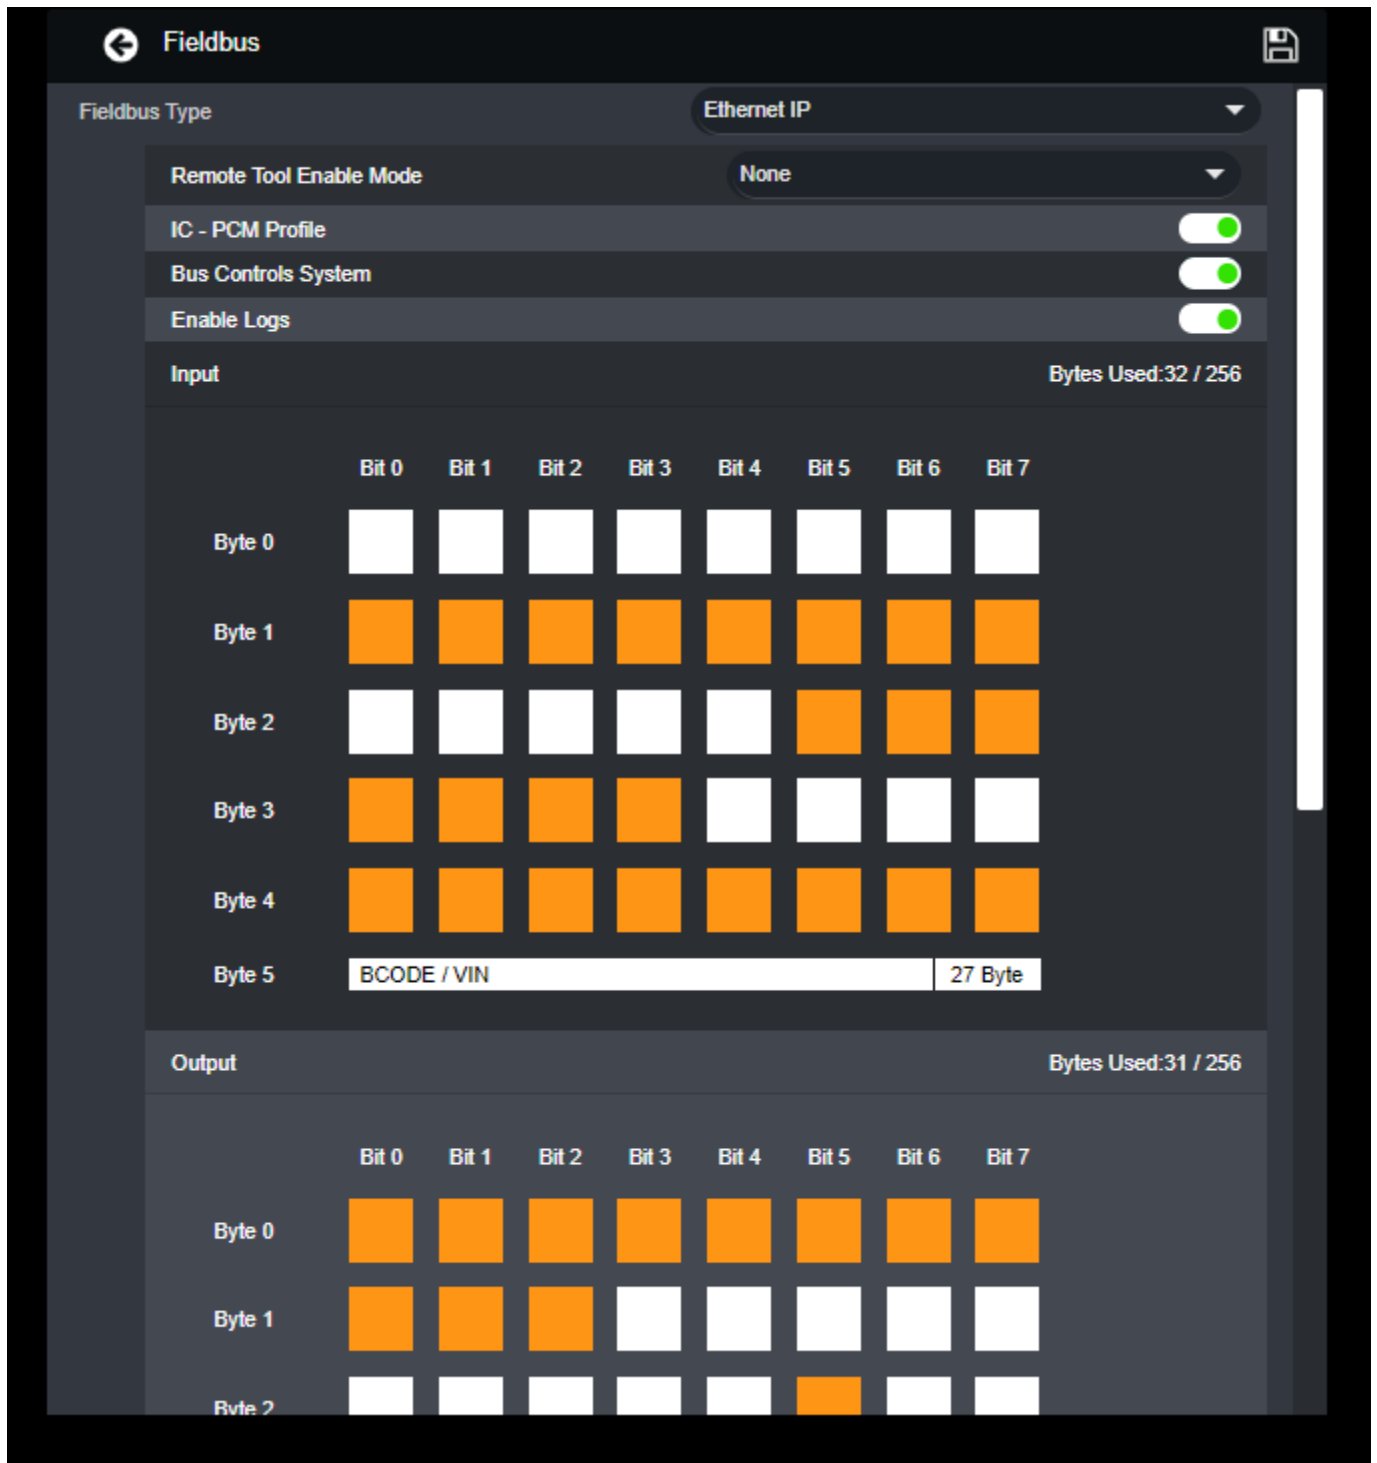 Fieldbus
Fieldbus Type Ethernet IP
Remote Tool Enable Mode None
IC - PCM Profile
Bus Controls System
Enable Logs
Input Bytes Used:32 / 256
Bit 0 Bit 1 Bit 2 Bit 3 Bit 4 Bit 5 Bit 6 Bit 7
Byte 0
Byte 1
Byte 2
Byte 3
Byte 4
Byte 5 BCODE / VIN 27 Byte
Output Bytes Used:31 / 256
Bit 0 Bit 1 Bit 2 Bit 3 Bit 4 Bit 5 Bit 6 Bit 7
Byte 0
Byte 1
Byte 2